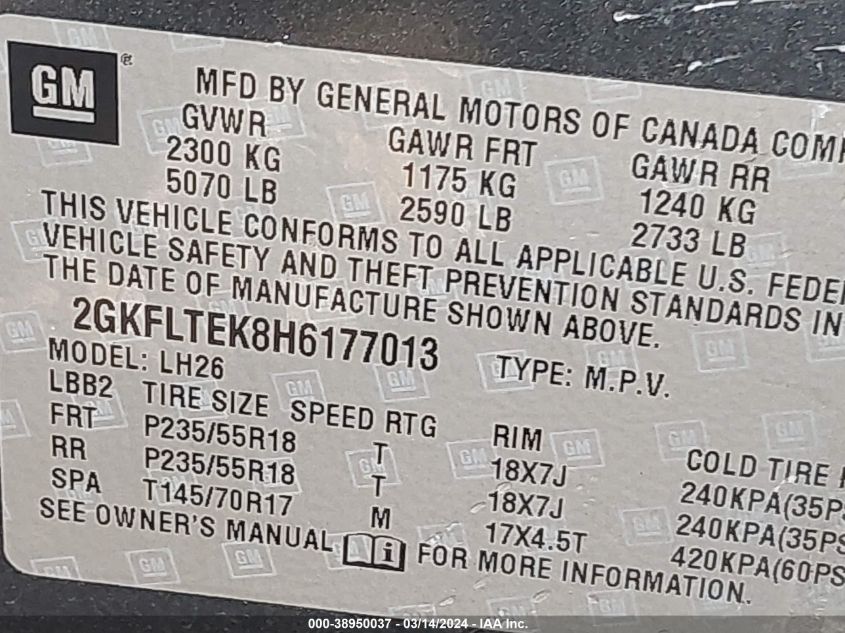 GM ®
MFD BY GENERAL MOTORS OF CANADA
GVWR GAWR FRT GAWR RR
2300 KG 1175 KG 1240 KG
5070 LB 2590 LB 2733 LB
THIS VEHICLE CONFORMS TO ALL APPLICABLE U.S.
VEHICLE SAFETY AND THEFT PREVENTION STANDARDS IN
THE DATE OF MANUFACTURE SHOWN ABOVE.
2GKFLTEK8H6177013 TYPE: M.P.V.
MODEL: LH26
LBB2 TIRE SIZE SPEED RTG RIM COLD TIRE
FRT P235/55R18 T 18X7J 240KPA(35PS
RR P235/55R18 T 18X7J 240KPA(35PS
SPA T145/70R17 M 17X4.5T 420KPA(60PS
SEE OWNER'S MANUAL i FOR MORE INFORMATION.
000-38950037 - 03/14/2024 - IAA Inc.